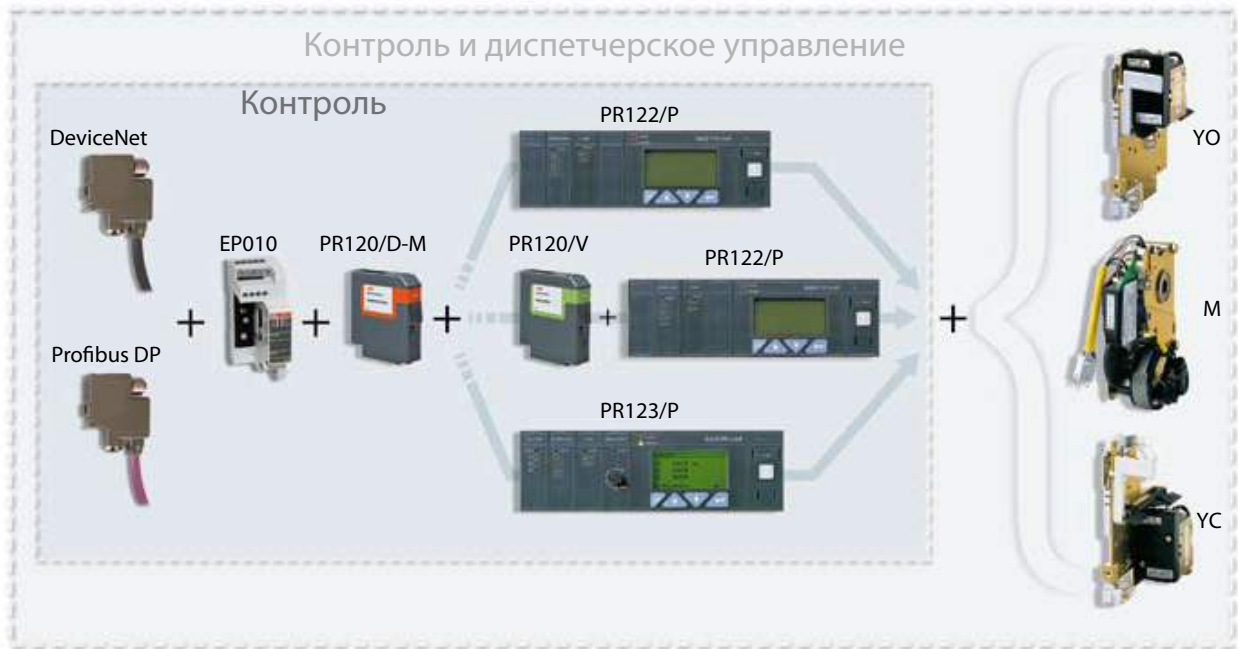 Контроль и диспетчерское управление
Контроль
DeviceNet
PR122/P
YO
EP010
PR120/D-M
PR120/V
PR122/P
+
+
+
+
+
M
Profibus DP
PR123/P
YC